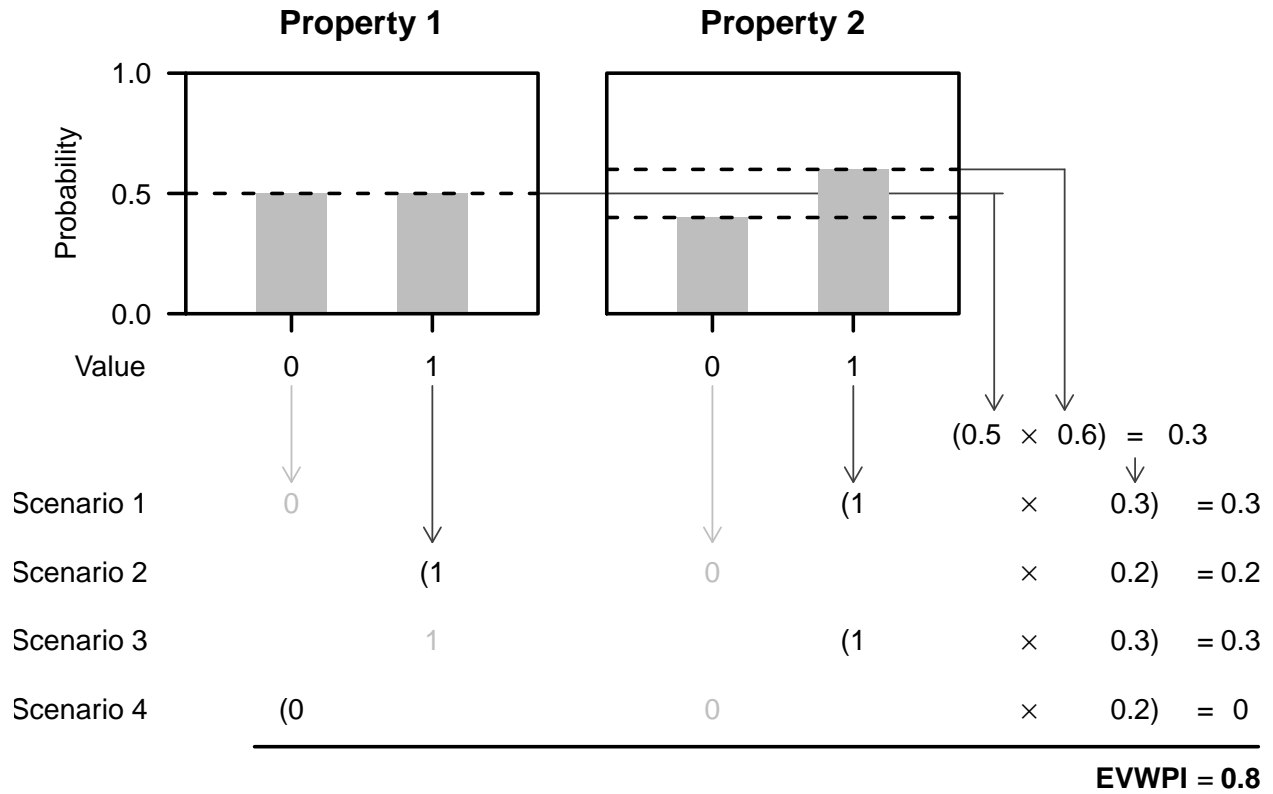 Property 1 Property 2
1.0
Probability
0.5
0.0
Value 0 1 0 1
(0.5 × 0.6) = 0.3
Scenario 1 0 (1 × 0.3) = 0.3
Scenario 2 (1 0 × 0.2) = 0.2
Scenario 3 1 (1 × 0.3) = 0.3
Scenario 4 (0 0 × 0.2) = 0
EVWPI = 0.8